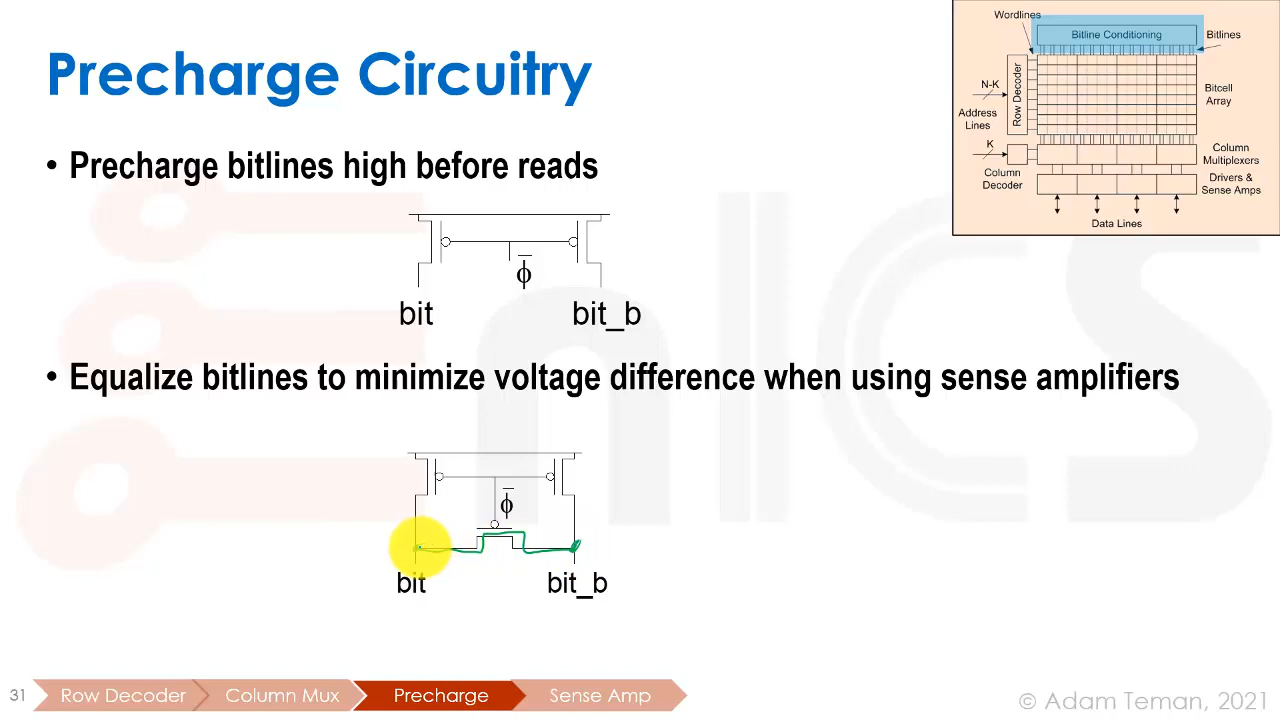 Precharge Circuitry
Wordlines
Bitline Conditioning
Bitlines
Row Decoder
N-K
Address
Lines
Bitcell
Array
K
Column
Decoder
Column
Multiplexers
Drivers &
Sense Amps
Data Lines
• Precharge bitlines high before reads
ϕ̅
bit
bit_b
• Equalize bitlines to minimize voltage difference when using sense amplifiers
ϕ̅
bit
bit_b
NICS
31
Row Decoder
Column Mux
Precharge
Sense Amp
© Adam Teman, 2021